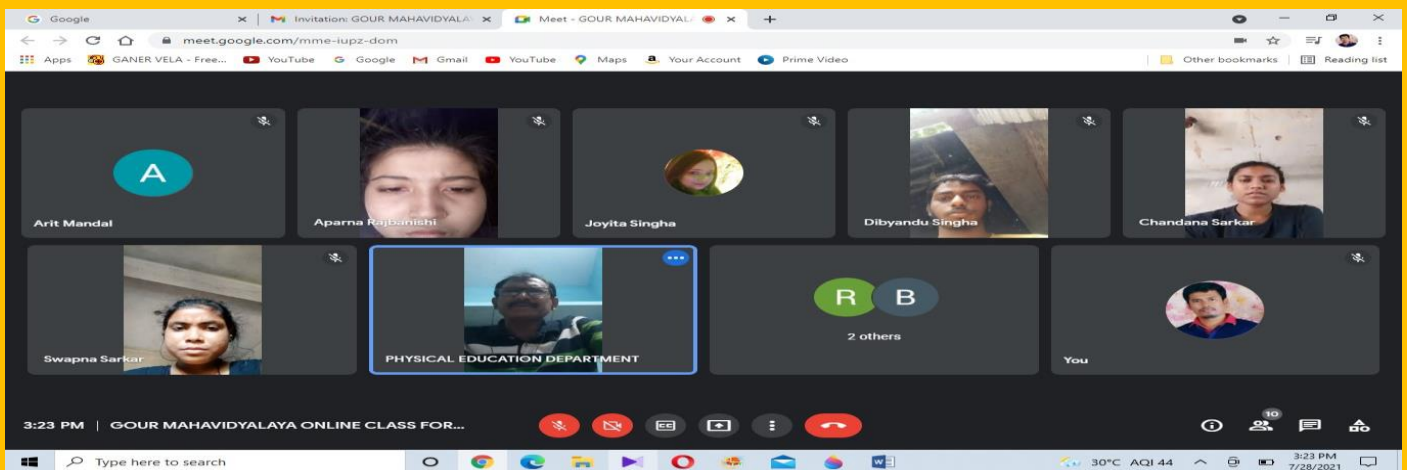 Google
Invitation: GOUR MAHAVIDYALA
Meet - GOUR MAHAVIDYAL
meet.google.com/mme-iupz-dom
Apps GANER VELA - Free... YouTube Google Gmail YouTube Maps Your Account Prime Video Other bookmarks Reading list
A
Arit Mandal
Aparna Rajbanshi
Joyita Singha
Dibyandu Singha
Chandana Sarkar
Swapna Sarkar
PHYSICAL EDUCATION DEPARTMENT
R B
2 others
You
3:23 PM | GOUR MAHAVIDYALAYA ONLINE CLASS FOR...
CC
10
Type here to search
30°C AQI 44
3:23 PM
7/28/2021